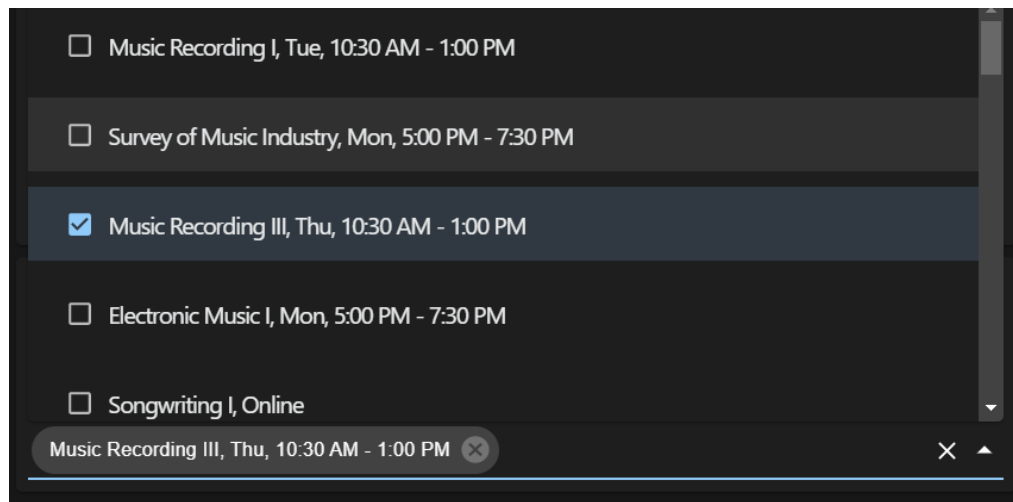 Music Recording I, Tue, 10:30 AM - 1:00 PM
Survey of Music Industry, Mon, 5:00 PM - 7:30 PM
Music Recording III, Thu, 10:30 AM - 1:00 PM
Electronic Music I, Mon, 5:00 PM - 7:30 PM
Songwriting I, Online
Music Recording III, Thu, 10:30 AM - 1:00 PM